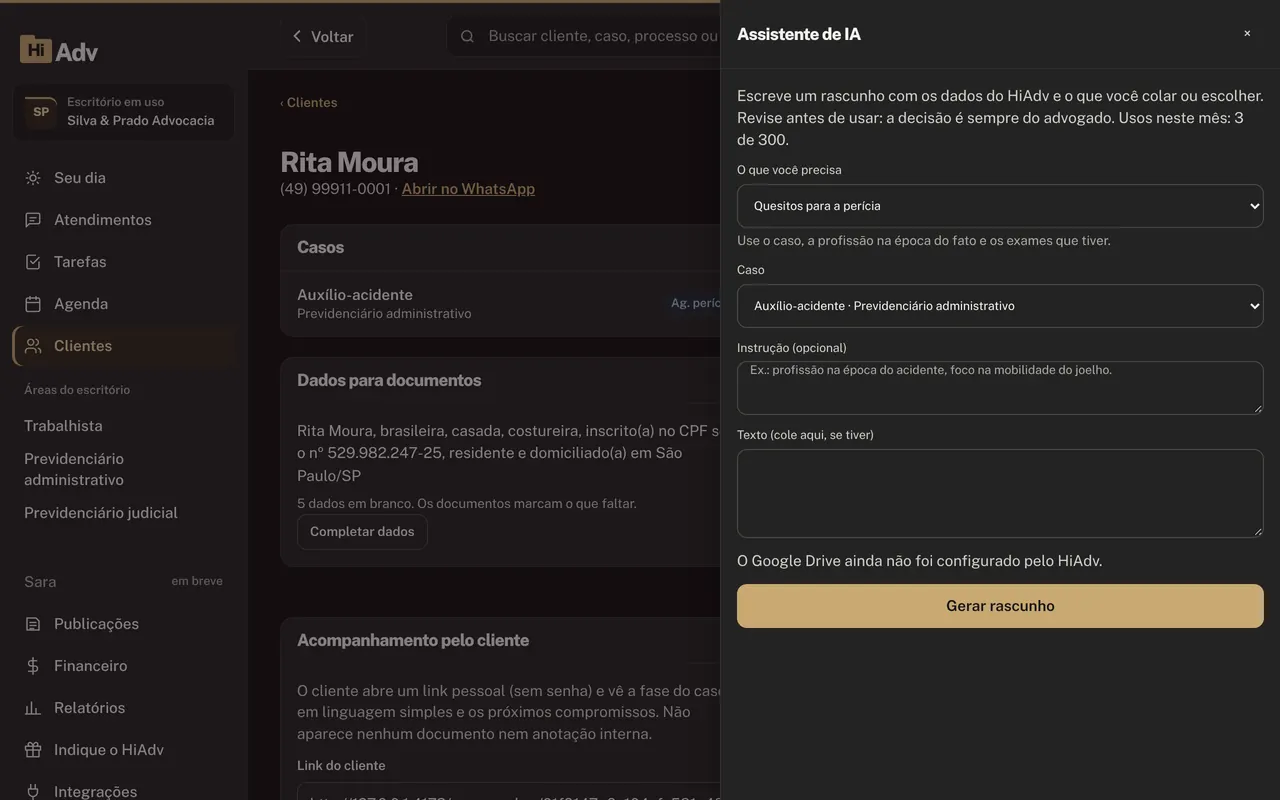 Hi Adv
SP
Escritório em uso
Silva & Prado Advocacia
Seu dia
Atendimentos
Tarefas
Agenda
Clientes
Áreas do escritório
Trabalhista
Previdenciário
administrativo
Previdenciário judicial
Sara em breve
Publicações
Financeiro
Relatórios
Indique o HiAdv
Integrações
Voltar
Buscar cliente, caso, processo ou
‹ Clientes
Rita Moura
(49) 99911-0001 · Abrir no WhatsApp
Casos
Auxílio-acidente
Previdenciário administrativo
Ag. períc
Dados para documentos
Rita Moura, brasileira, casada, costureira, inscrito(a) no CPF s
o nº 529.982.247-25, residente e domiciliado(a) em São
Paulo/SP
5 dados em branco. Os documentos marcam o que faltar.
Completar dados
Acompanhamento pelo cliente
O cliente abre um link pessoal (sem senha) e vê a fase do caso
em linguagem simples e os próximos compromissos. Não
aparece nenhum documento nem anotação interna.
Link do cliente
Assistente de IA
×
Escreve um rascunho com os dados do HiAdv e o que você colar ou escolher.
Revise antes de usar: a decisão é sempre do advogado. Usos neste mês: 3
de 300.
O que você precisa
Quesitos para a perícia
Use o caso, a profissão na época do fato e os exames que tiver.
Caso
Auxílio-acidente · Previdenciário administrativo
Instrução (opcional)
Ex.: profissão na época do acidente, foco na mobilidade do joelho.
Texto (cole aqui, se tiver)
O Google Drive ainda não foi configurado pelo HiAdv.
Gerar rascunho